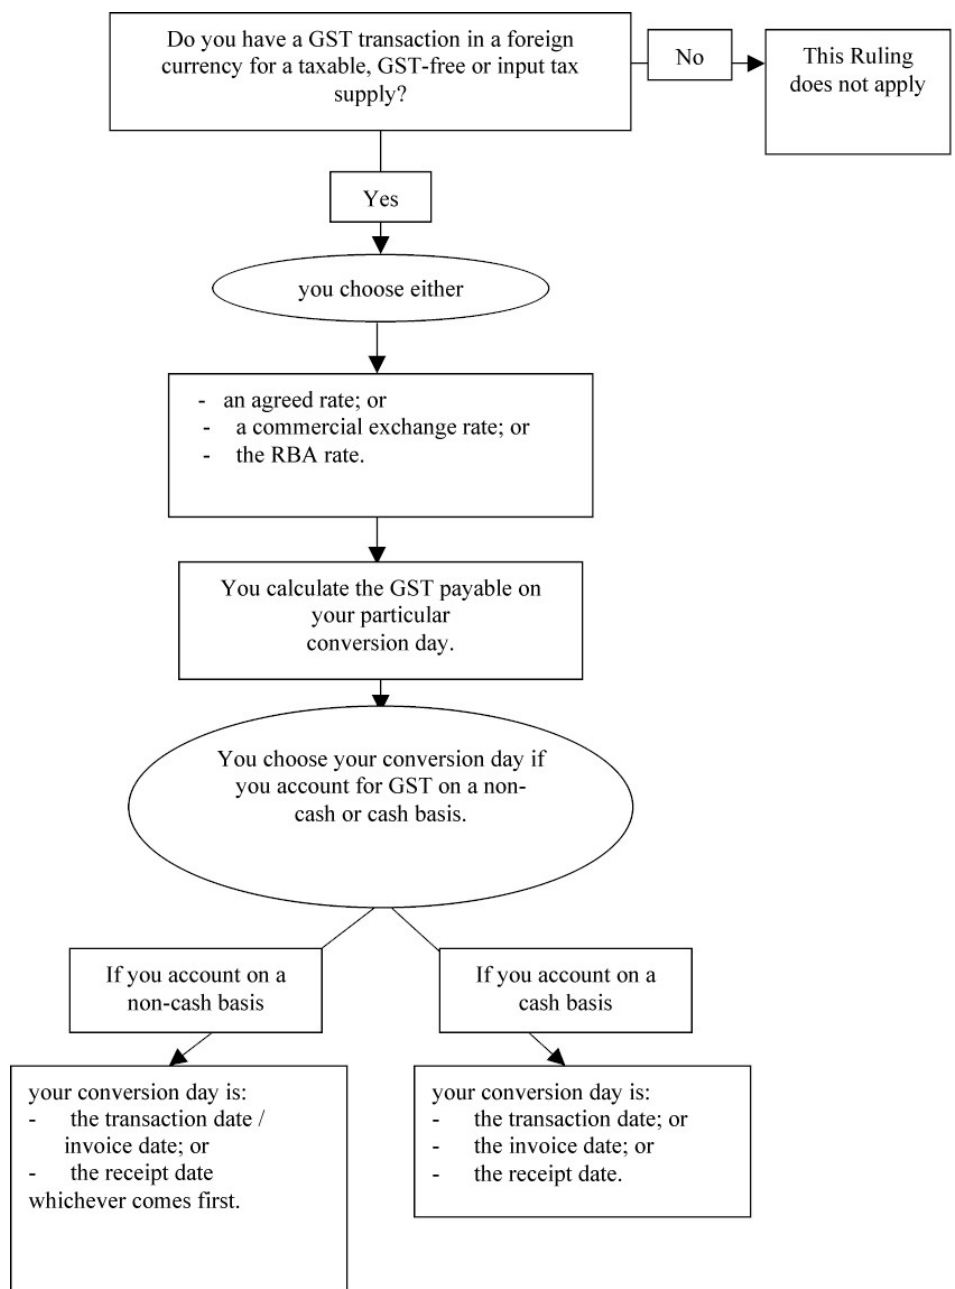 Do you have a GST transaction in a foreign
currency for a taxable, GST-free or input tax
supply?
No
This Ruling
does not apply
Yes
you choose either
- an agreed rate; or
- a commercial exchange rate; or
- the RBA rate.
You calculate the GST payable on
your particular
conversion day.
You choose your conversion day if
you account for GST on a non-
cash or cash basis.
If you account on a
non-cash basis
If you account on a
cash basis
your conversion day is:
- the transaction date /
invoice date; or
- the receipt date
whichever comes first.
your conversion day is:
- the transaction date; or
- the invoice date; or
- the receipt date.